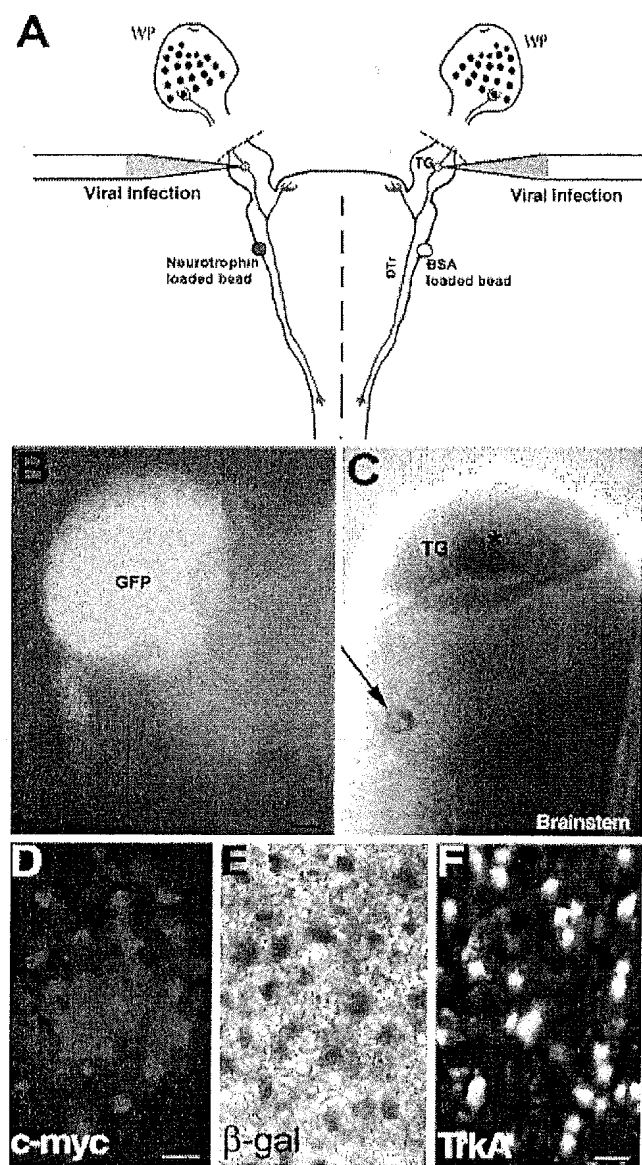 A
WP
WP
TG
Viral Infection
Viral Infection
Neurotrophin
loaded bead
pTr
BSA
loaded bead
B
C
GFP
TG
*
Brainstem
D
E
F
c-myc
β-gal
TrkA